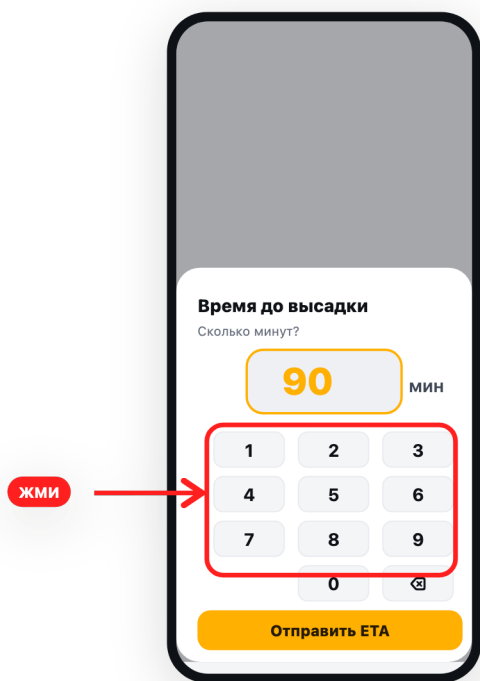 Время до высадки
Сколько минут?
90 мин
1 2 3
жми
4 5 6
7 8 9
0
Отправить ETA